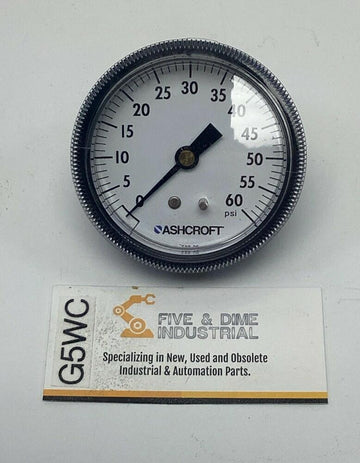 0
5
10
15
20
25
30
35
40
45
50
55
60
psi
ASHCROFT
G5WC
FIVE & DIME
INDUSTRIAL
Specializing in New, Used and Obsolete
Industrial & Automation Parts.